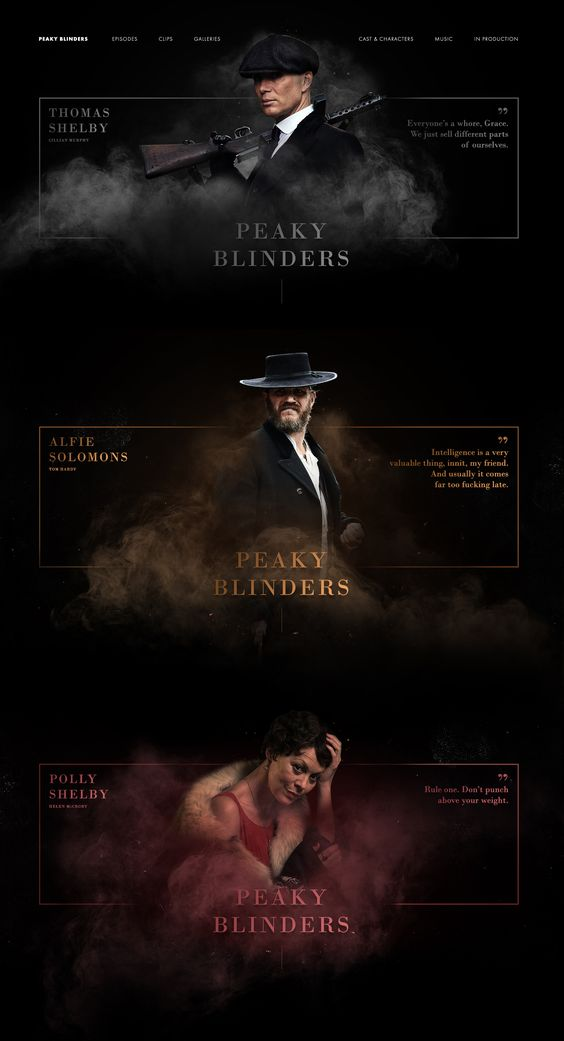 PEAKY BLINDERS EPISODES CLIPS GALLERIES CAST & CHARACTERS MUSIC IN PRODUCTION
THOMAS
SHELBY
CILLIAN MURPHY
”
Everyone's a whore, Grace.
We just sell different parts
of ourselves.
PEAKY
BLINDERS
ALFIE
SOLOMONS
TOM HARDY
”
Intelligence is a very
valuable thing, innit, my friend.
And usually it comes
far too fucking late.
PEAKY
BLINDERS
POLLY
SHELBY
HELEN McCRORY
”
Rule one. Don't punch
above your weight.
PEAKY
BLINDERS